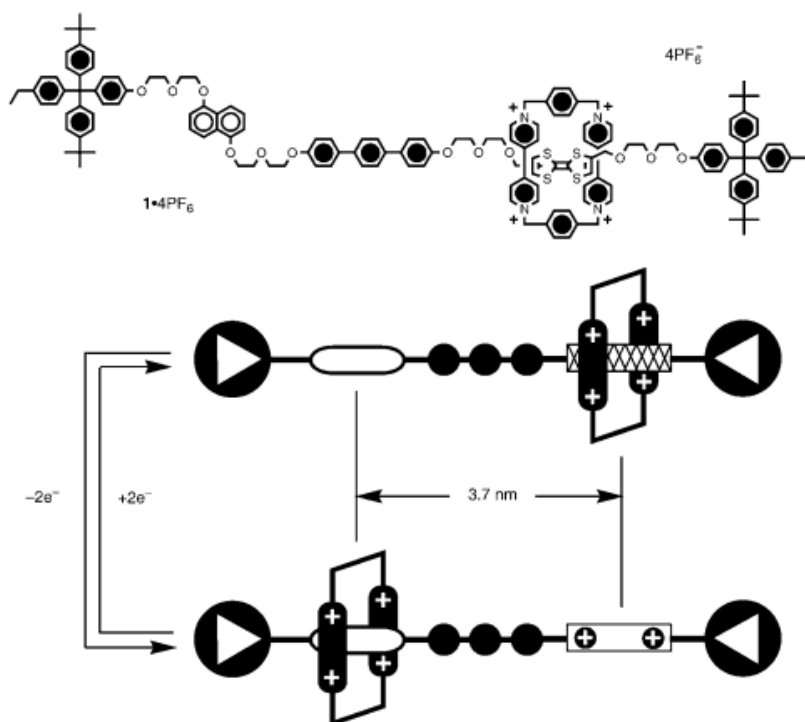 4PF₆⁻
O O O
+ +
N N
O O O O O O S S O O O
S S
1•4PF₆
N N
+ +
+ +
+ +
−2e⁻ +2e⁻ 3.7 nm
+ +
+ +
+ +